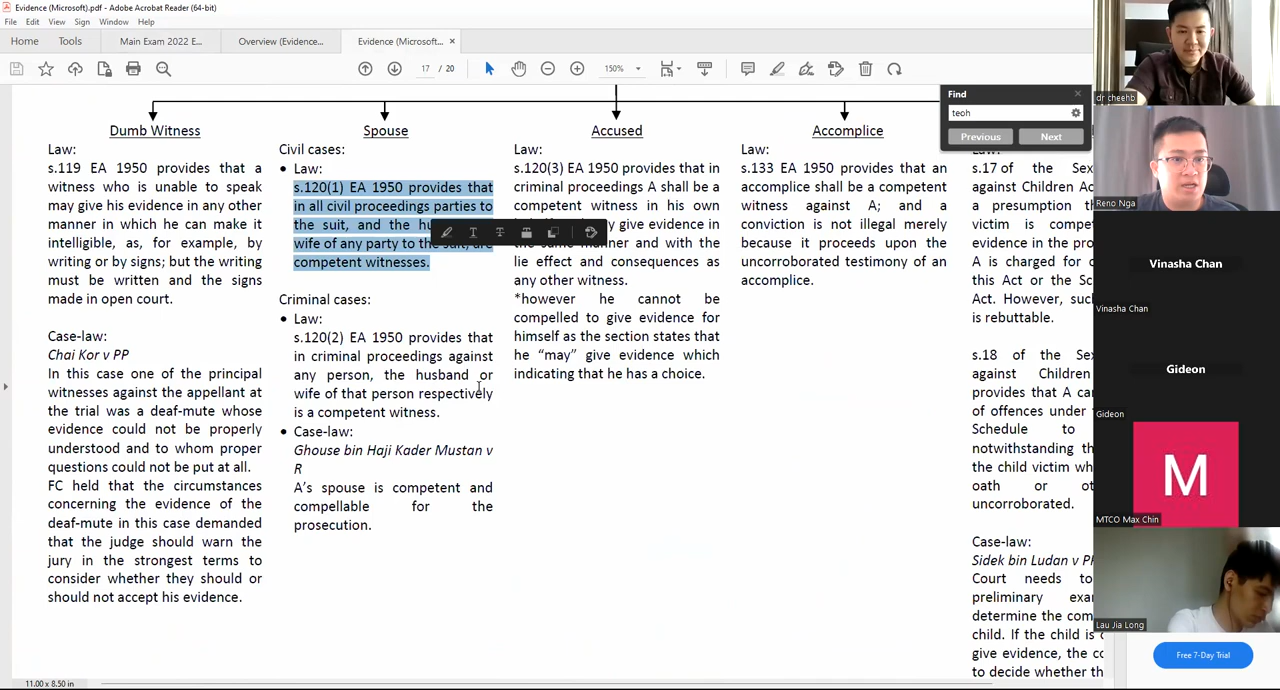 Evidence (Microsoft).pdf - Adobe Acrobat Reader (64-bit)
File Edit View Sign Window Help
Home Tools Main Exam 2022 E... Overview (Evidence... Evidence (Microsoft... ×
17 / 20 150%
Find
teoh
Previous Next
Dumb Witness
Law:
s.119 EA 1950 provides that a
witness who is unable to speak
may give his evidence in any other
manner in which he can make it
intelligible, as, for example, by
writing or by signs; but the writing
must be written and the signs
made in open court.
Case-law:
Chai Kor v PP
In this case one of the principal
witnesses against the appellant at
the trial was a deaf-mute whose
evidence could not be properly
understood and to whom proper
questions could not be put at all.
FC held that the circumstances
concerning the evidence of the
deaf-mute in this case demanded
that the judge should warn the
jury in the strongest terms to
consider whether they should or
should not accept his evidence.
Spouse
Civil cases:
• Law:
s.120(1) EA 1950 provides that
in all civil proceedings parties to
the suit, and the
wife of any party to the suit, are
competent witnesses.
Criminal cases:
• Law:
s.120(2) EA 1950 provides that
in criminal proceedings against
any person, the husband or
wife of that person respectively
is a competent witness.
• Case-law:
Ghouse bin Haji Kader Mustan v
R
A's spouse is competent and
compellable for the
prosecution.
Accused
Law:
s.120(3) EA 1950 provides that in
criminal proceedings A shall be a
competent witness in his own
give evidence in
the same manner and with the
lie effect and consequences as
any other witness.
*however he cannot be
compelled to give evidence for
himself as the section states that
he “may” give evidence which
indicating that he has a choice.
Accomplice
Law:
s.133 EA 1950 provides that an
accomplice shall be a competent
witness against A; and a
conviction is not illegal merely
because it proceeds upon the
uncorroborated testimony of an
accomplice.
Law:
s.17 of the Sex
against Children A
a presumption th
victim is compe
evidence in the pro
A is charged for o
this Act or the Sc
Act. However, suc
is rebuttable.
s.18 of the Sex
against Children
provides that A ca
of offences under
Schedule to
notwithstanding th
the child victim wh
oath or ot
uncorroborated.
Case-law:
Sidek bin Ludan v P
Court needs to
preliminary exa
determine the com
child. If the child is c
give evidence, the co
to decide whether th
11.00 x 8.50 in
dr cheehb
Reno Nga
Vinasha Chan
Vinasha Chan
Gideon
Gideon
M
MTCO Max Chin
Lau Jia Long
Free 7-Day Trial